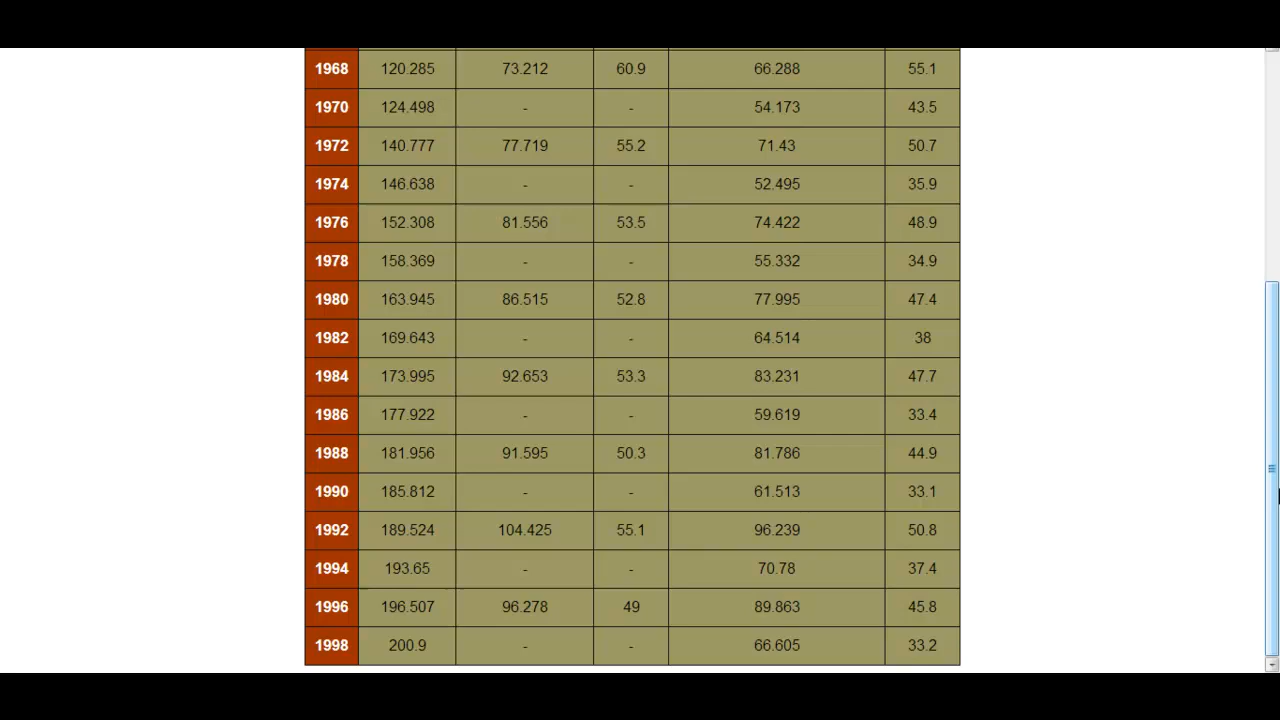 1968 120.285 73.212 60.9 66.288 55.1
1970 124.498 - - 54.173 43.5
1972 140.777 77.719 55.2 71.43 50.7
1974 146.638 - - 52.495 35.9
1976 152.308 81.556 53.5 74.422 48.9
1978 158.369 - - 55.332 34.9
1980 163.945 86.515 52.8 77.995 47.4
1982 169.643 - - 64.514 38
1984 173.995 92.653 53.3 83.231 47.7
1986 177.922 - - 59.619 33.4
1988 181.956 91.595 50.3 81.786 44.9
1990 185.812 - - 61.513 33.1
1992 189.524 104.425 55.1 96.239 50.8
1994 193.65 - - 70.78 37.4
1996 196.507 96.278 49 89.863 45.8
1998 200.9 - - 66.605 33.2